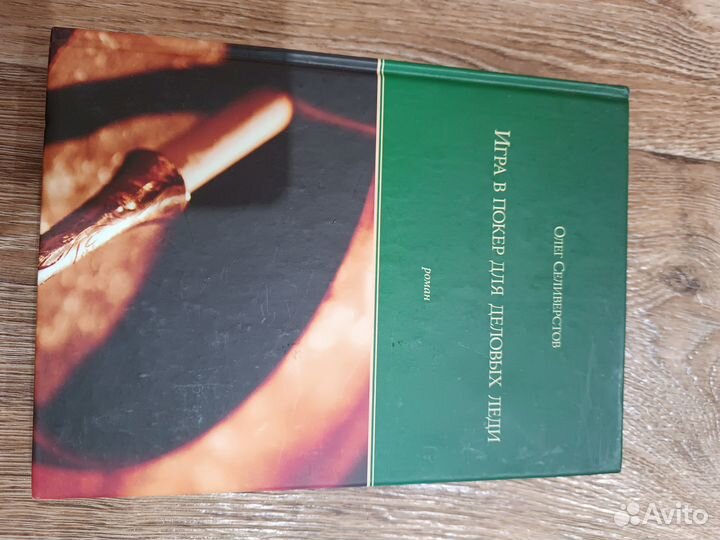 Олег Селиверстов
Игра в покер для деловых леди
роман
Avito